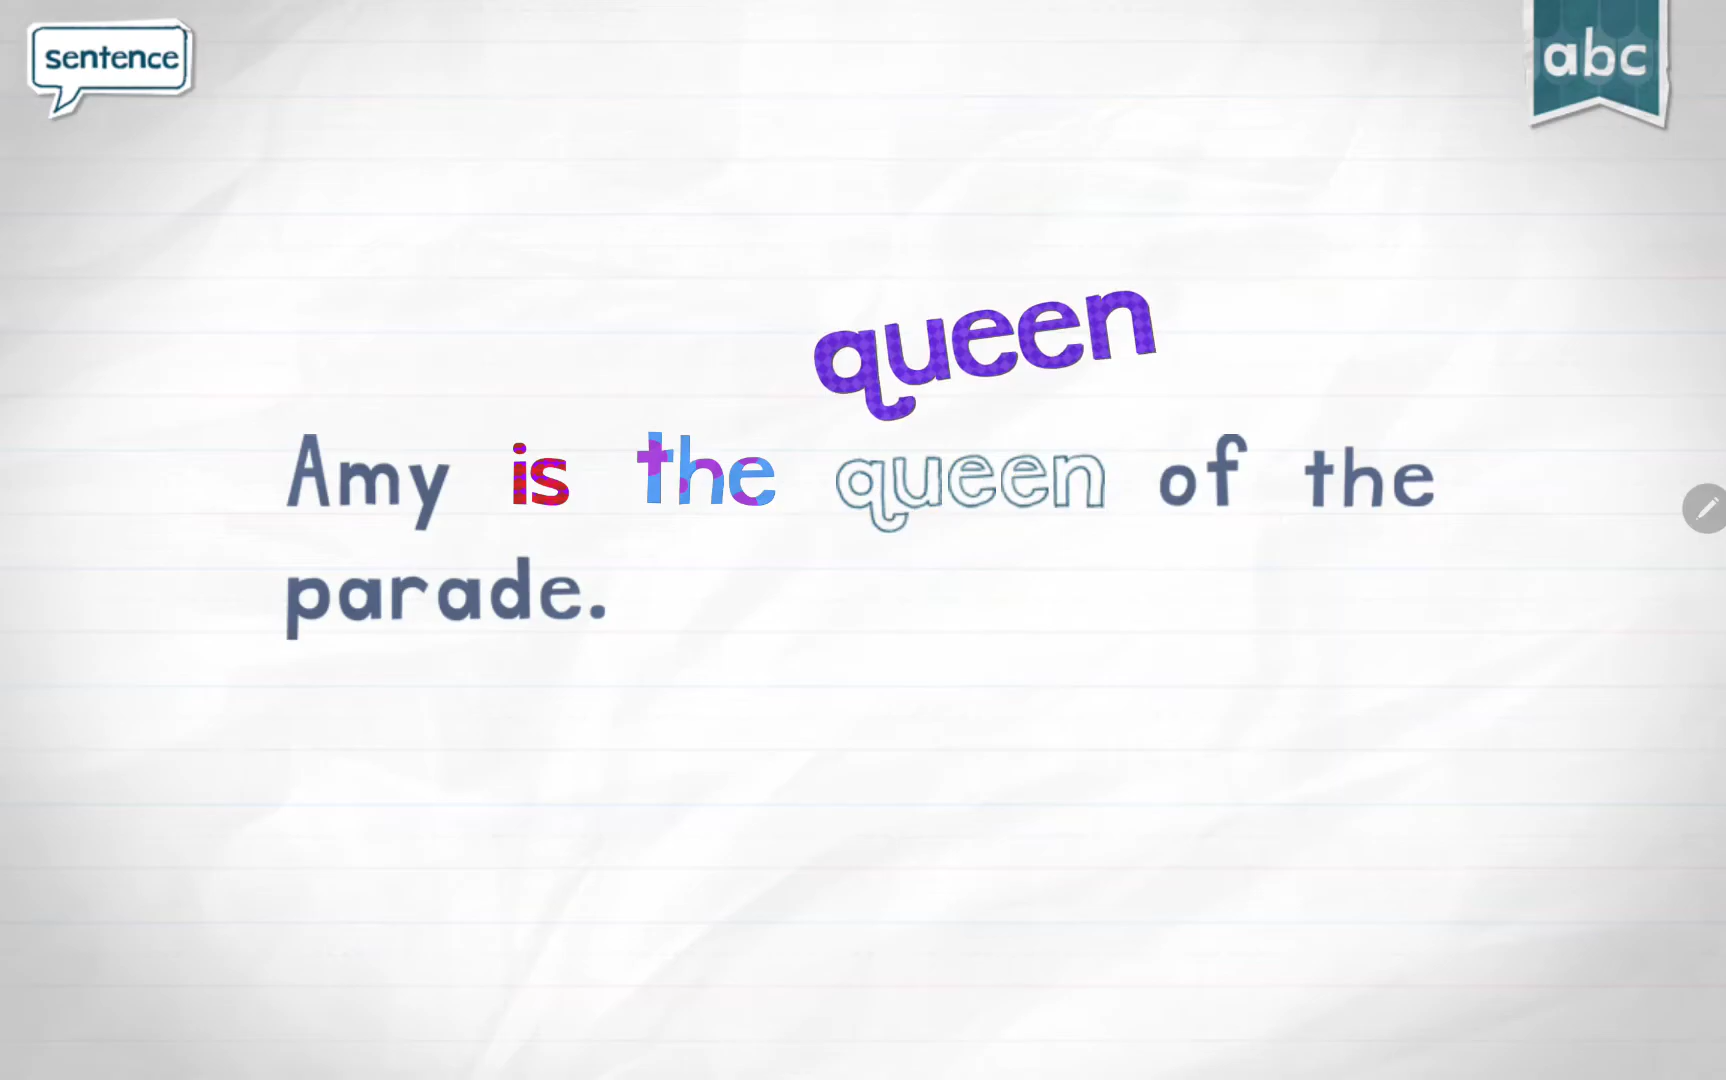 sentence
abc
queen
Amy is the queen of the
parade.